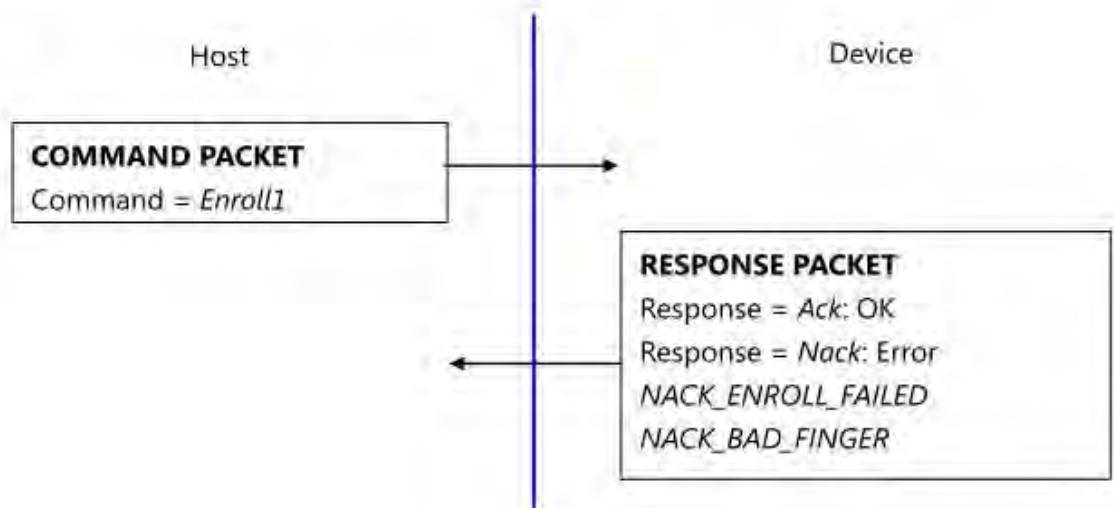 Host
Device
COMMAND PACKET
Command = Enroll1
RESPONSE PACKET
Response = Ack: OK
Response = Nack: Error
NACK_ENROLL_FAILED
NACK_BAD_FINGER